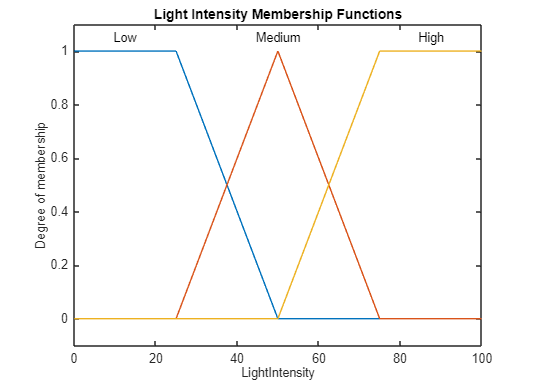 Light Intensity Membership Functions
Low Medium High
1
0.8
0.6
0.4
0.2
0
Degree of membership
0 20 40 60 80 100
LightIntensity